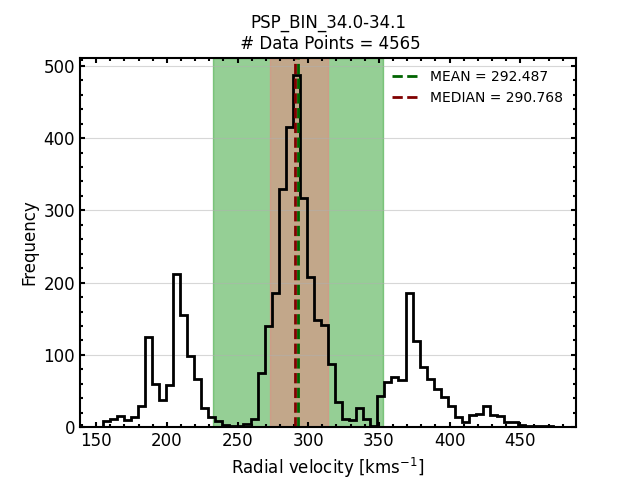 PSP_BIN_34.0-34.1
# Data Points = 4565
MEAN = 292.487
MEDIAN = 290.768
500
400
300
200
100
0
Frequency
150 200 250 300 350 400 450
Radial velocity [kms⁻¹]